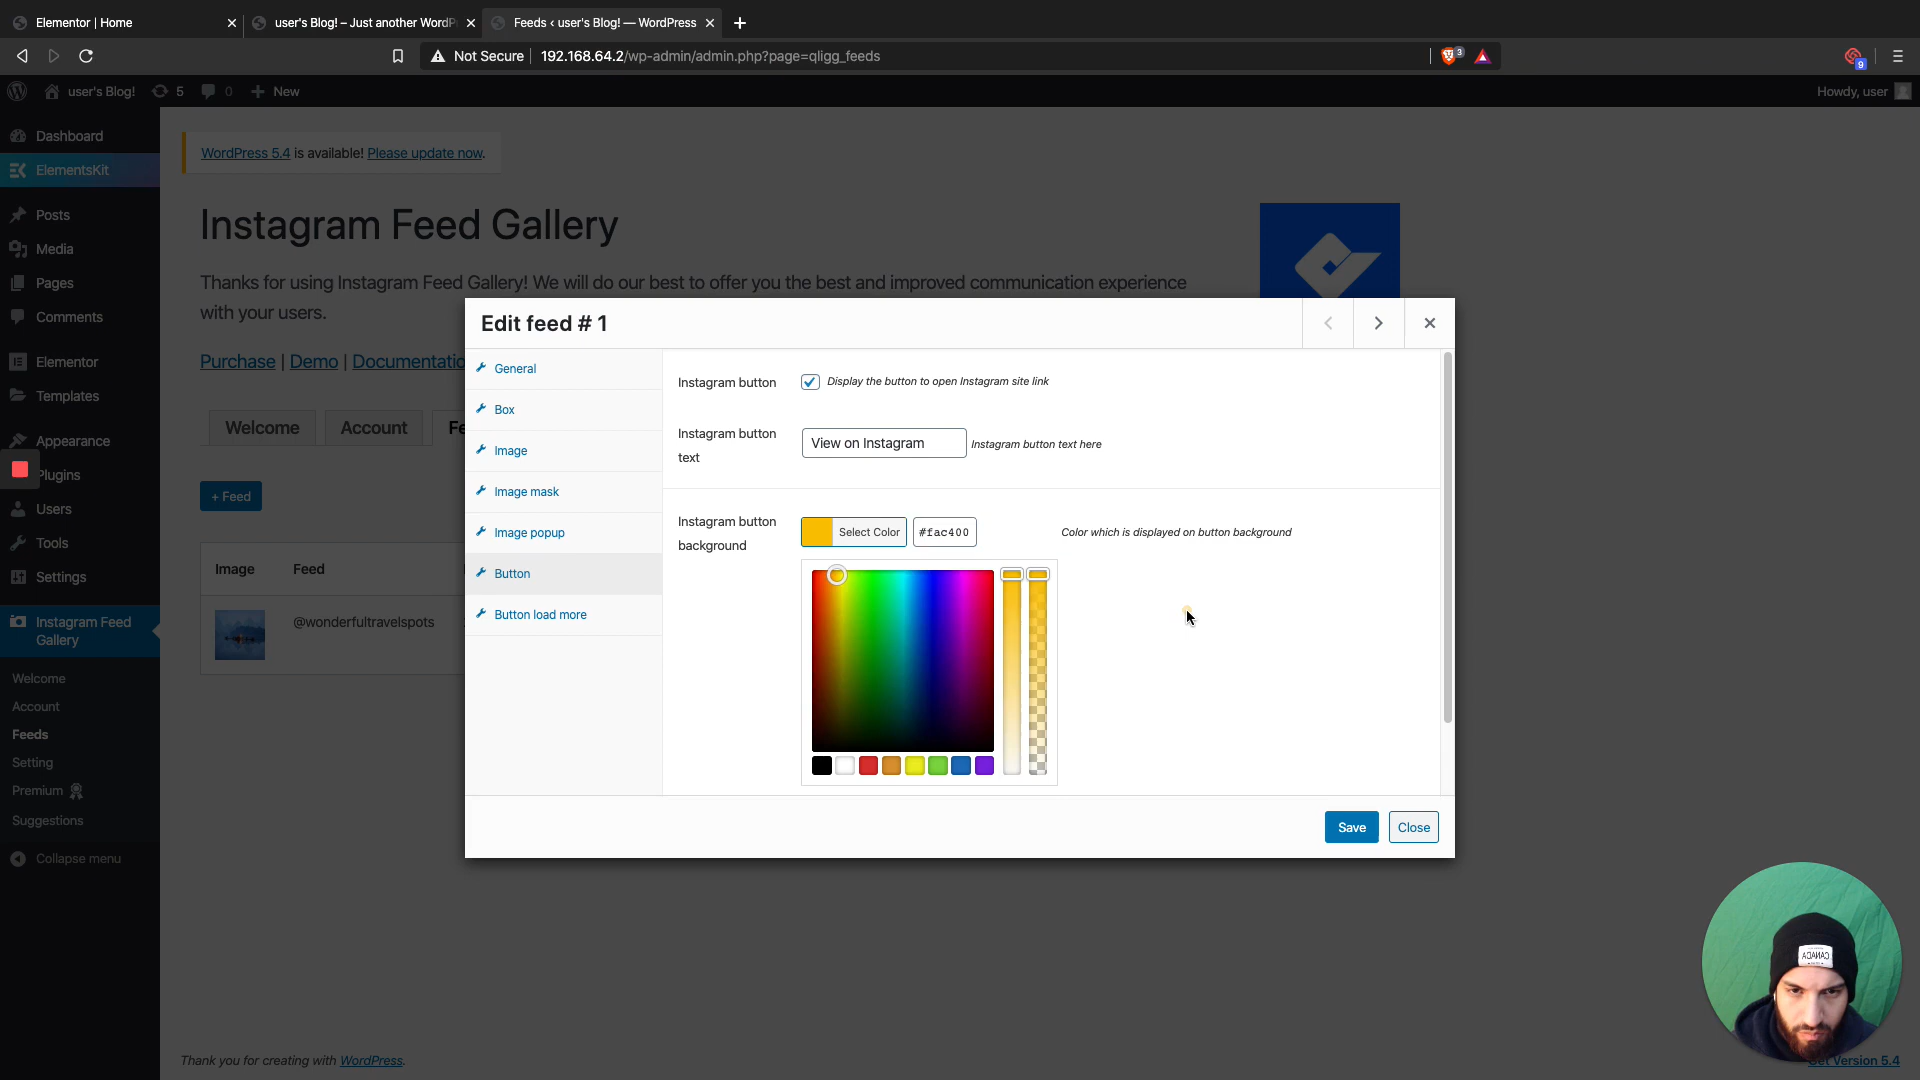 Elementor | Home
user's Blog! – Just another WordP
Feeds < user's Blog! — WordPress
Not Secure
192.168.64.2/wp-admin/admin.php?page=qligg_feeds
3
9
user's Blog!
5
0
New
Howdy, user
Dashboard
ElementsKit
Posts
Media
Pages
Comments
Elementor
Templates
Appearance
Plugins
Users
Tools
Settings
Instagram Feed
Gallery
Welcome
Account
Feeds
Setting
Premium
Suggestions
Collapse menu
WordPress 5.4 is available! Please update now.
Instagram Feed Gallery
Thanks for using Instagram Feed Gallery! We will do our best to offer you the best and improved communication experience
with your users.
Purchase | Demo | Documentatio
Welcome
Account
Fe
+ Feed
Image
Feed
@wonderfultravelspots
Edit feed # 1
General
Box
Image
Image mask
Image popup
Button
Button load more
Instagram button
Display the button to open Instagram site link
Instagram button
text
View on Instagram
Instagram button text here
Instagram button
background
Select Color
#fac400
Color which is displayed on button background
Save
Close
CANADA
Thank you for creating with WordPress.
Get Version 5.4